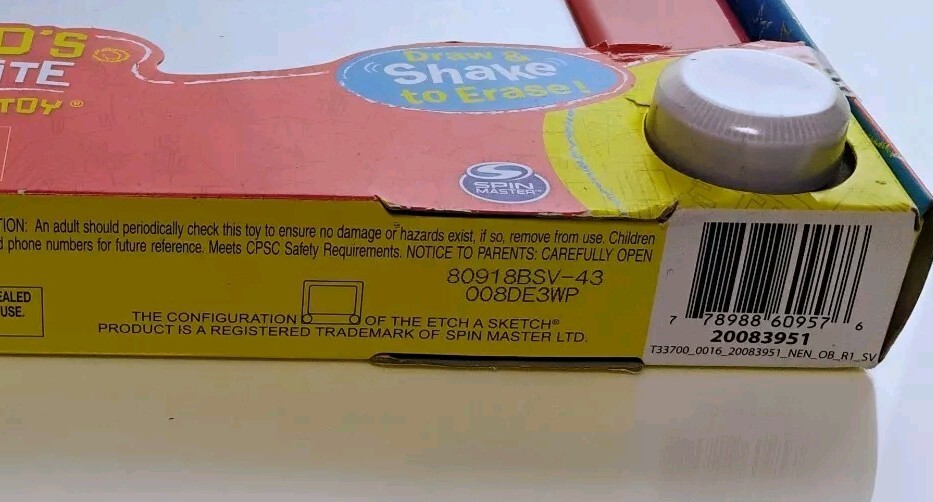 D'S
ITE
TOY®
Draw &
Shake
to Erase!
SPIN
MASTER™
TION: An adult should periodically check this toy to ensure no damage or hazards exist, if so, remove from use. Children
d phone numbers for future reference. Meets CPSC Safety Requirements. NOTICE TO PARENTS: CAREFULLY OPEN
80918BSV-43
008DE3WP
EALED
USE.
THE CONFIGURATION OF THE ETCH A SKETCH®
PRODUCT IS A REGISTERED TRADEMARK OF SPIN MASTER LTD.
7 78988 60957 6
20083951
T33700_0016_20083951_NEN_OB_R1_SV